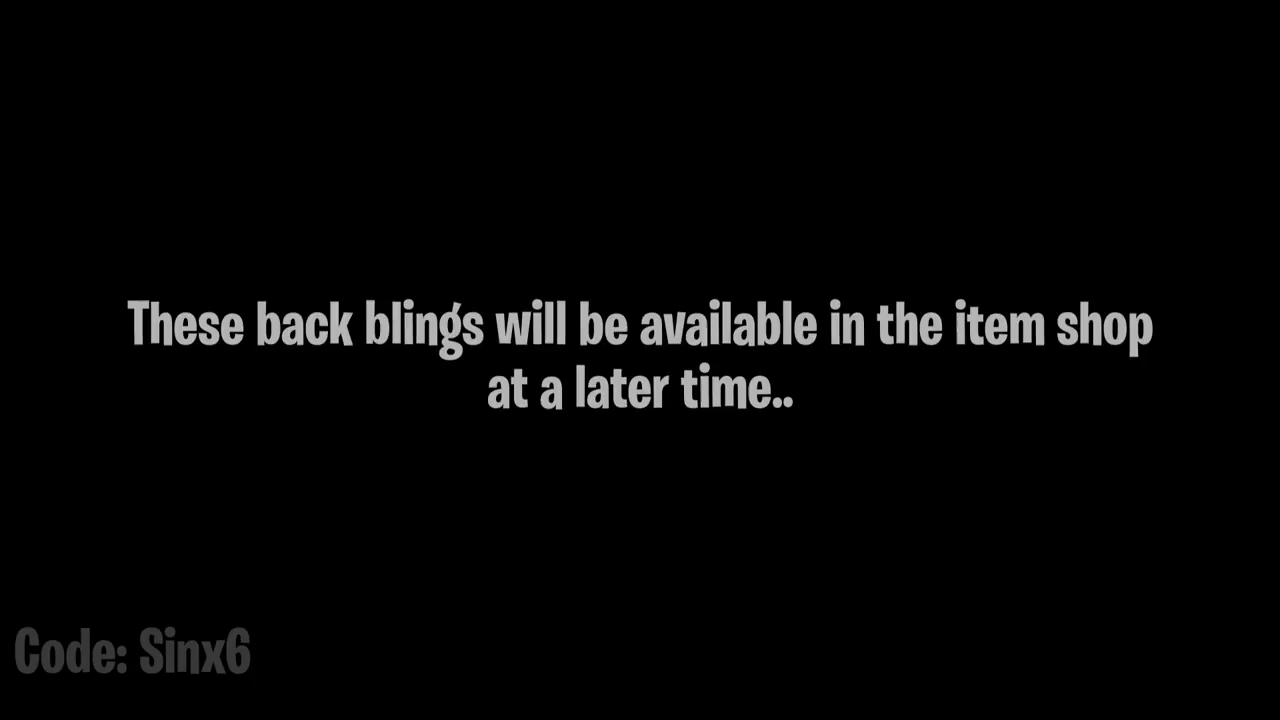 These back blings will be available in the item shop
at a later time..
Code: Sinx6